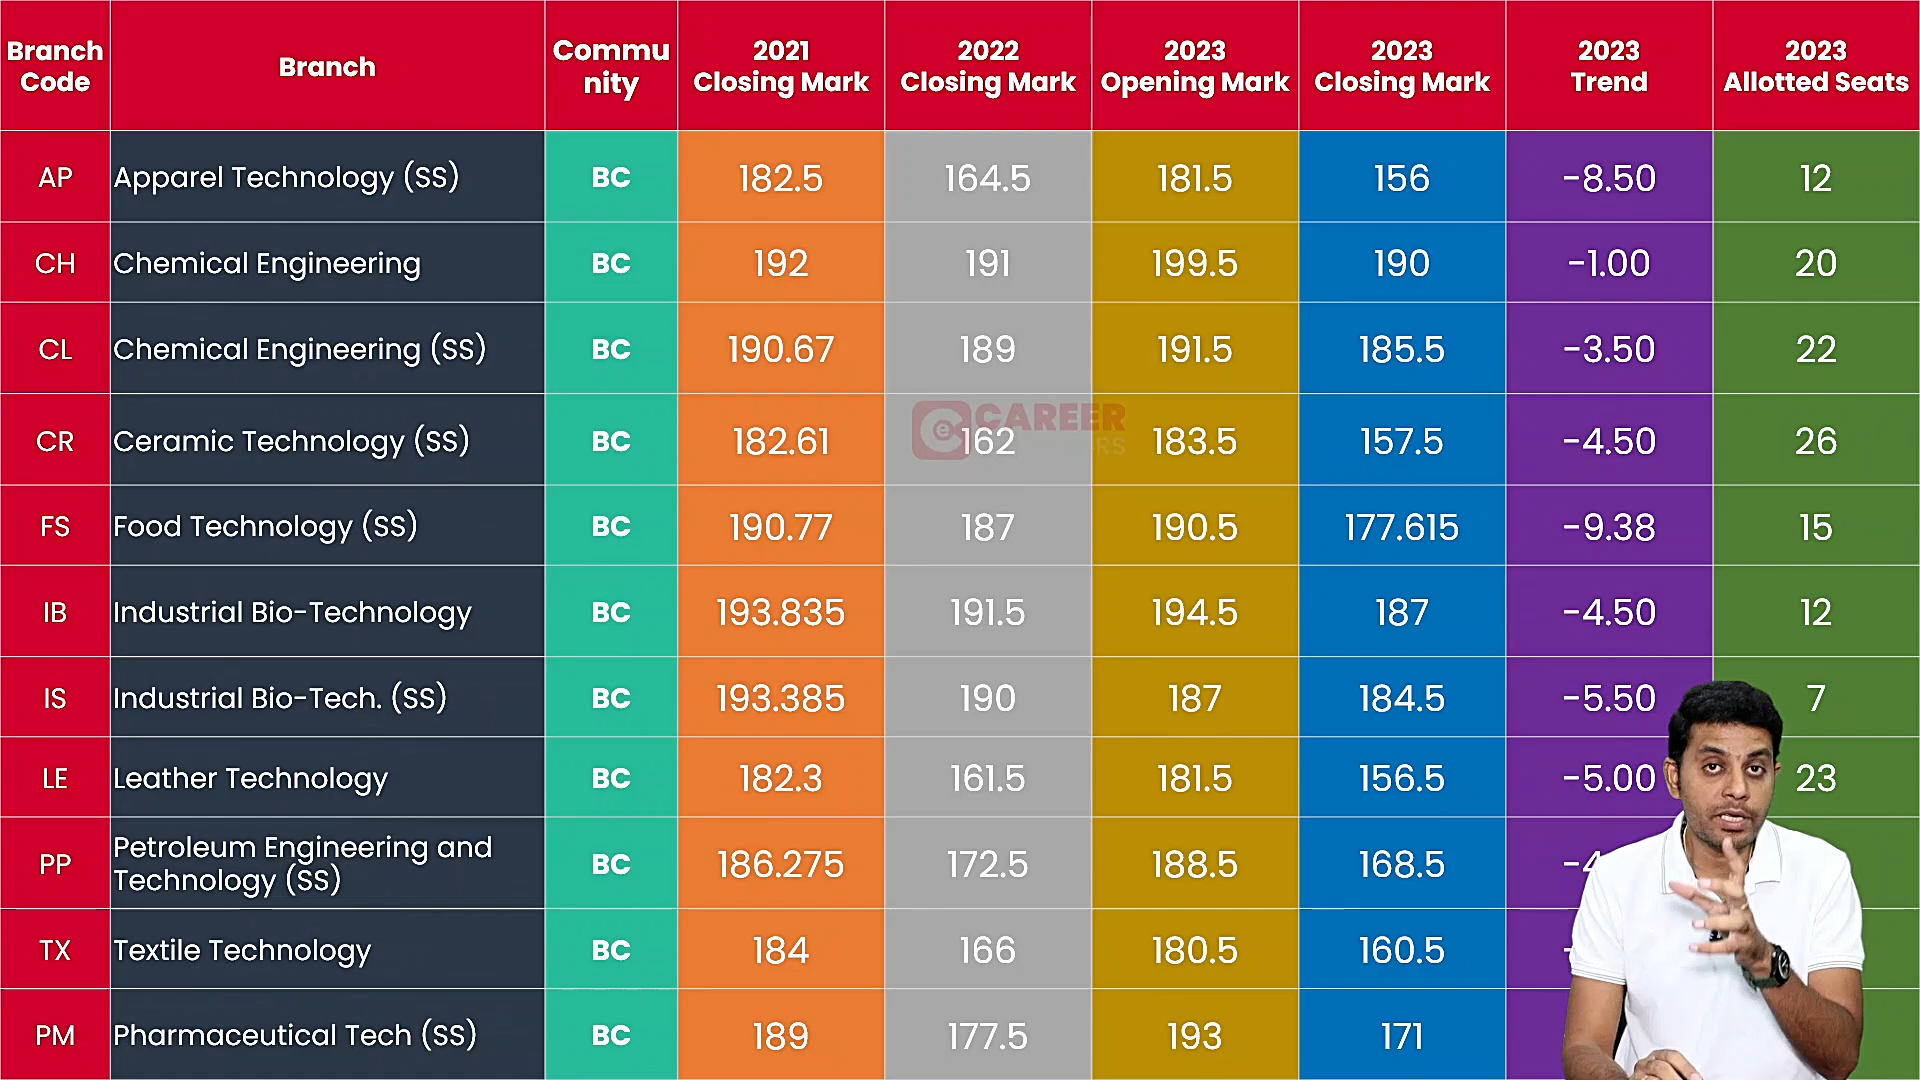 Branch Code Branch Commu nity 2021 Closing Mark 2022 Closing Mark 2023 Opening Mark 2023 Closing Mark 2023 Trend 2023 Allotted Seats
AP Apparel Technology (SS) BC 182.5 164.5 181.5 156 -8.50 12
CH Chemical Engineering BC 192 191 199.5 190 -1.00 20
CL Chemical Engineering (SS) BC 190.67 189 191.5 185.5 -3.50 22
CAREER
CR Ceramic Technology (SS) BC 182.61 162 183.5 157.5 -4.50 26
FS Food Technology (SS) BC 190.77 187 190.5 177.615 -9.38 15
IB Industrial Bio-Technology BC 193.835 191.5 194.5 187 -4.50 12
IS Industrial Bio-Tech. (SS) BC 193.385 190 187 184.5 -5.50 7
LE Leather Technology BC 182.3 161.5 181.5 156.5 -5.00 23
PP Petroleum Engineering and Technology (SS) BC 186.275 172.5 188.5 168.5
TX Textile Technology BC 184 166 180.5 160.5
PM Pharmaceutical Tech (SS) BC 189 177.5 193 171